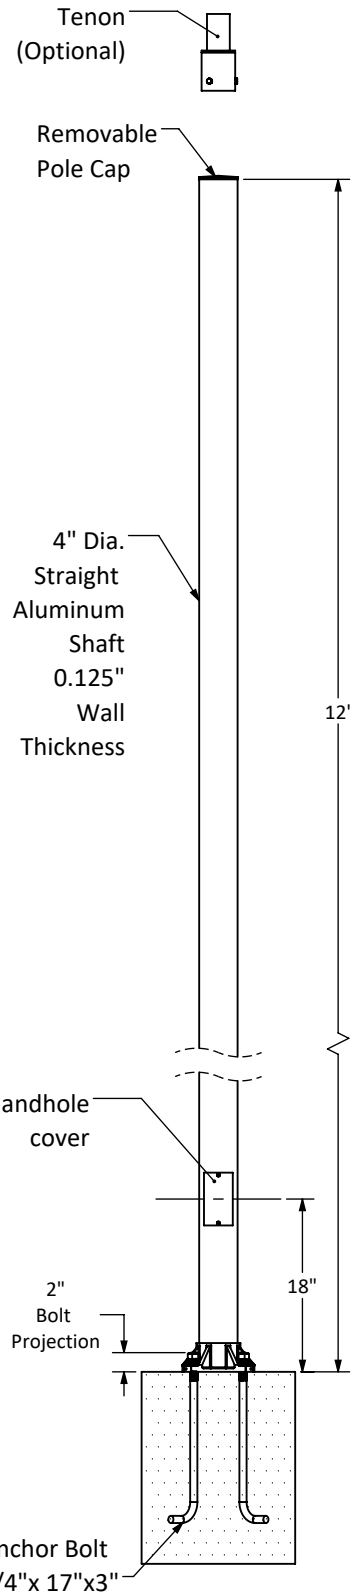 Tenon
(Optional)
Removable
Pole Cap
4" Dia.
Straight
Aluminum
Shaft
0.125"
Wall
Thickness
12'
andhole
cover
18"
2"
Bolt
Projection
nchor Bolt
/4"x 17"x3"